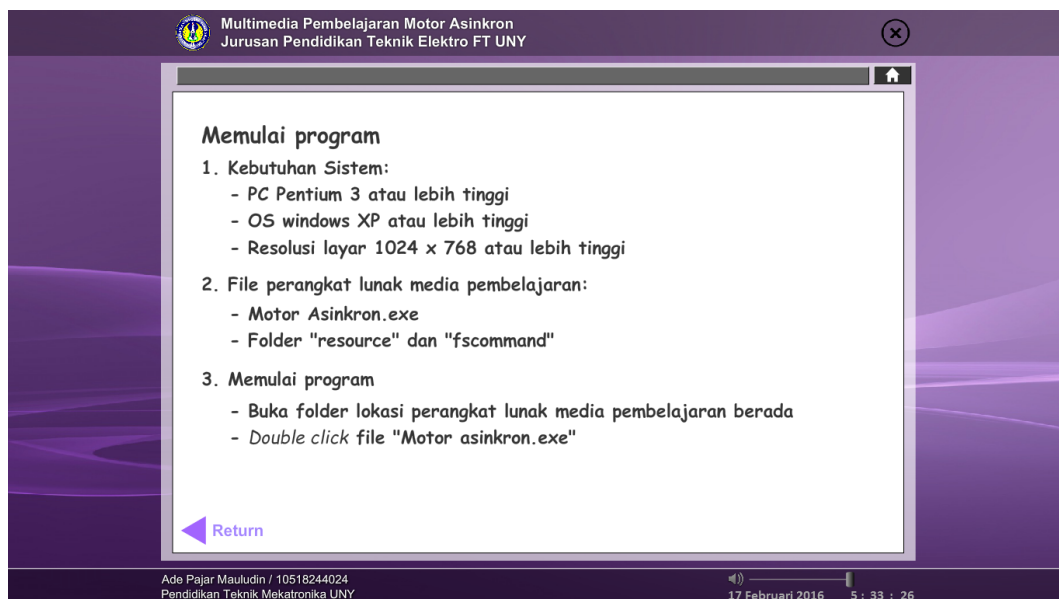 Multimedia Pembelajaran Motor Asinkron
Jurusan Pendidikan Teknik Elektro FT UNY
Memulai program
1. Kebutuhan Sistem:
- PC Pentium 3 atau lebih tinggi
- OS windows XP atau lebih tinggi
- Resolusi layar 1024 x 768 atau lebih tinggi
2. File perangkat lunak media pembelajaran:
- Motor Asinkron.exe
- Folder "resource" dan "fscommand"
3. Memulai program
- Buka folder lokasi perangkat lunak media pembelajaran berada
- Double click file "Motor asinkron.exe"
Return
Ade Pajar Mauludin / 10518244024
Pendidikan Teknik Mekatronika UNY
17 Februari 2016 5 : 33 : 26